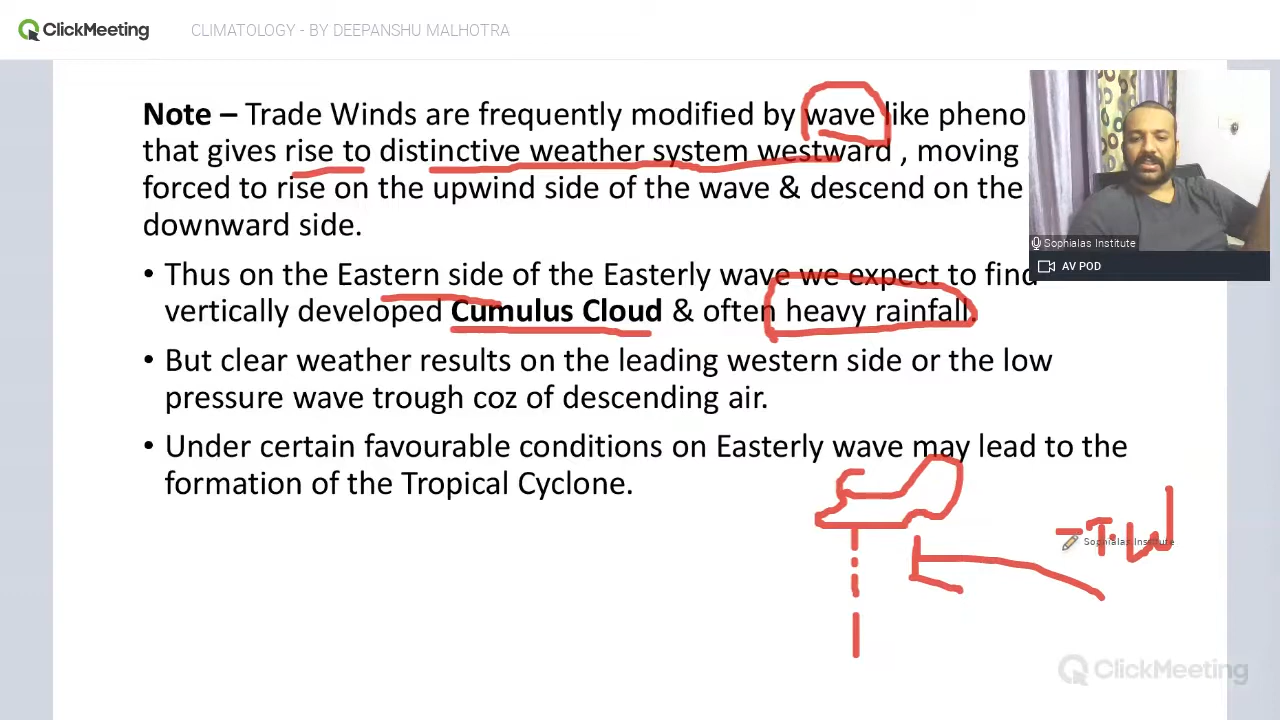 ClickMeeting
CLIMATOLOGY - BY DEEPANSHU MALHOTRA
Note – Trade Winds are frequently modified by wave like pheno
that gives rise to distinctive weather system westward , moving
forced to rise on the upwind side of the wave & descend on the
downward side.
• Thus on the Eastern side of the Easterly wave we expect to find
vertically developed Cumulus Cloud & often heavy rainfall.
• But clear weather results on the leading western side or the low
pressure wave trough coz of descending air.
• Under certain favourable conditions on Easterly wave may lead to the
formation of the Tropical Cyclone.
Sophialas Institute
AV POD
T.W
Sophialas Institute
ClickMeeting